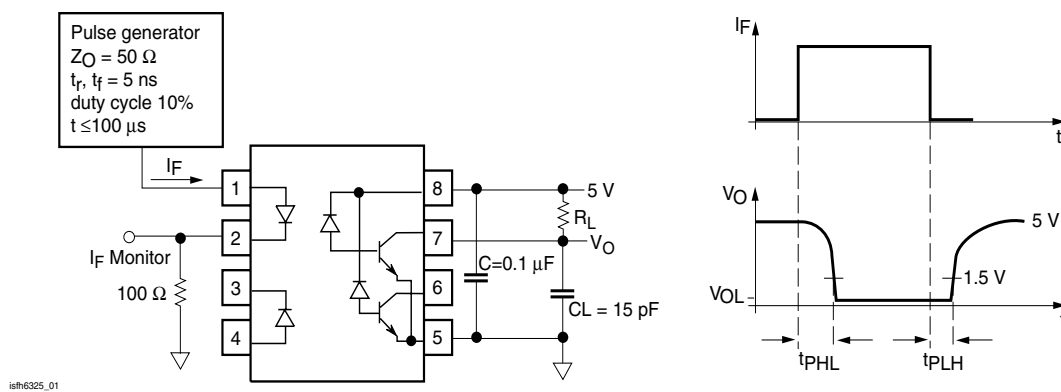 Pulse generator
ZO = 50 Ω
tr, tf = 5 ns
duty cycle 10%
t ≤100 μs
IF
1
2
3
4
8
7
6
5
IF Monitor
100 Ω
5 V
RL
VO
C=0.1 μF
CL = 15 pF
isfh6325_01
IF
t
VO
5 V
1.5 V
VOL
t
tPHL
tPLH